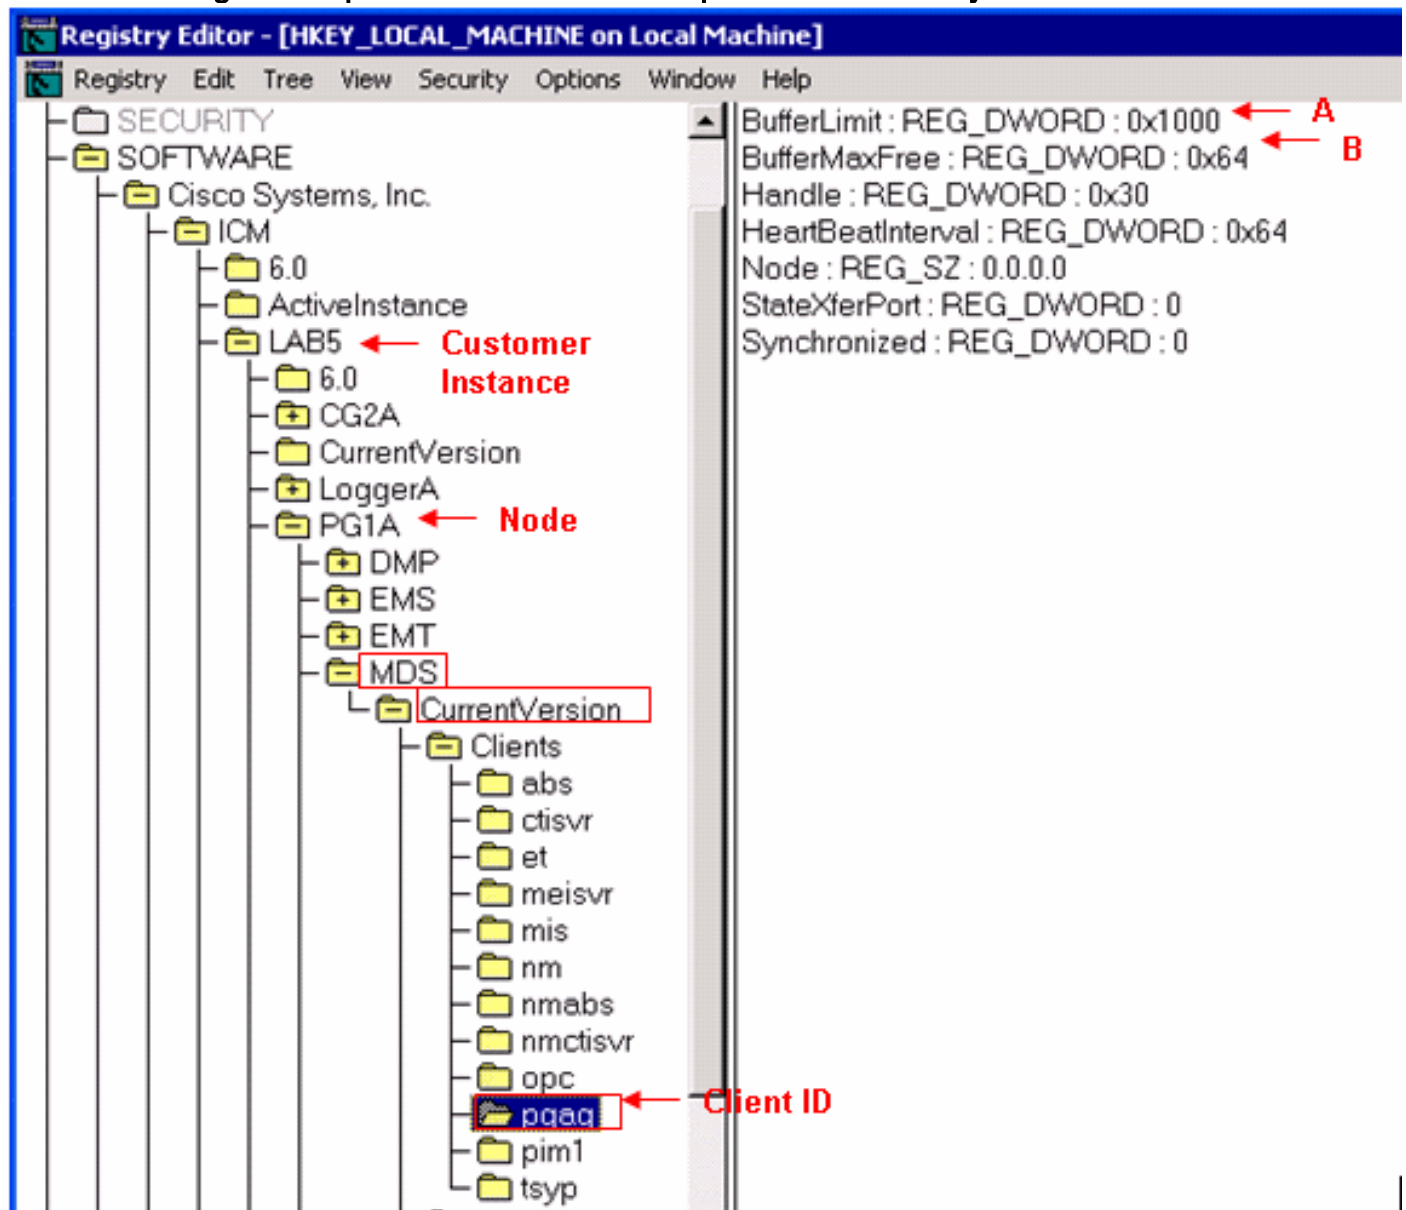 Registry Editor - [HKEY_LOCAL_MACHINE on Local Machine]
Registry Edit Tree View Security Options Window Help
SECURITY
SOFTWARE
Cisco Systems, Inc.
ICM
6.0
ActiveInstance
LAB5
Customer
Instance
6.0
CG2A
CurrentVersion
LoggerA
PG1A
Node
DMP
EMS
EMT
MDS
CurrentVersion
Clients
abs
ctisvr
et
meisvr
mis
nm
nmabs
nmctisvr
opc
pqaq
Client ID
pim1
tsyp
BufferLimit : REG_DWORD : 0x1000
A
B
BufferMaxFree : REG_DWORD : 0x64
Handle : REG_DWORD : 0x30
HeartBeatInterval : REG_DWORD : 0x64
Node : REG_SZ : 0.0.0.0
StateXferPort : REG_DWORD : 0
Synchronized : REG_DWORD : 0